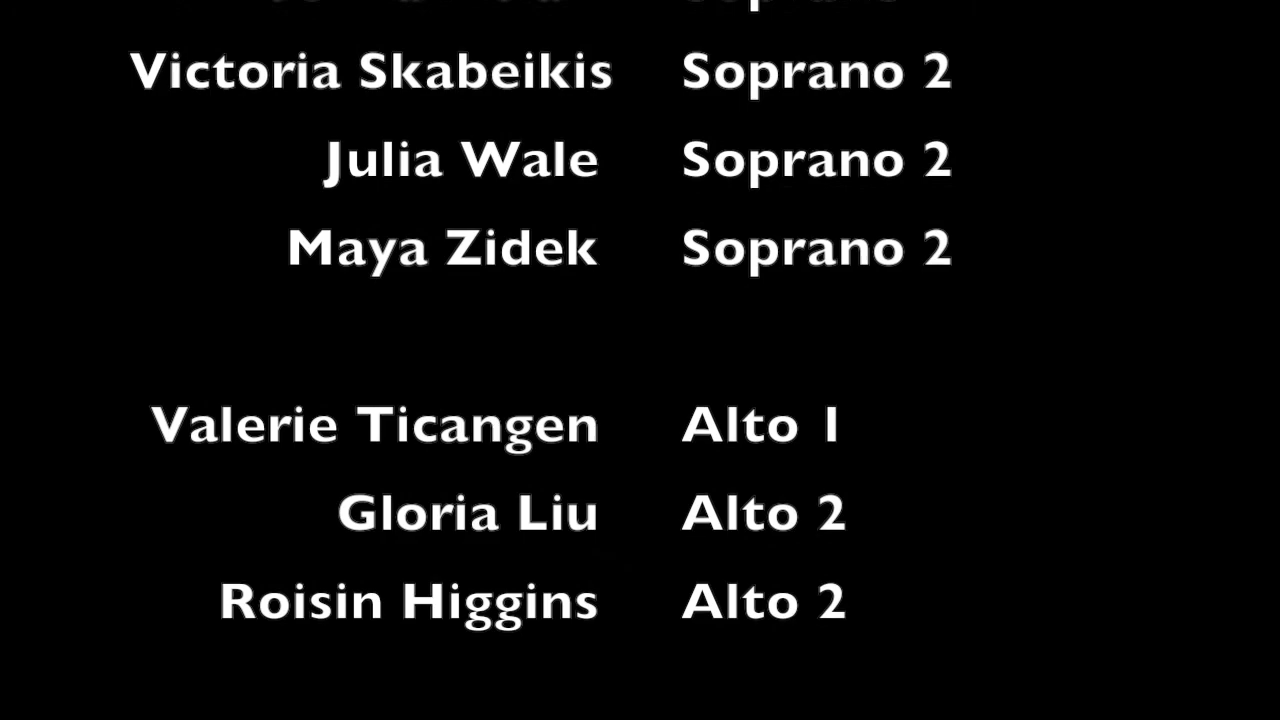 Victoria Skabeikis Soprano 2
Julia Wale Soprano 2
Maya Zidek Soprano 2
Valerie Ticangen Alto 1
Gloria Liu Alto 2
Roisin Higgins Alto 2